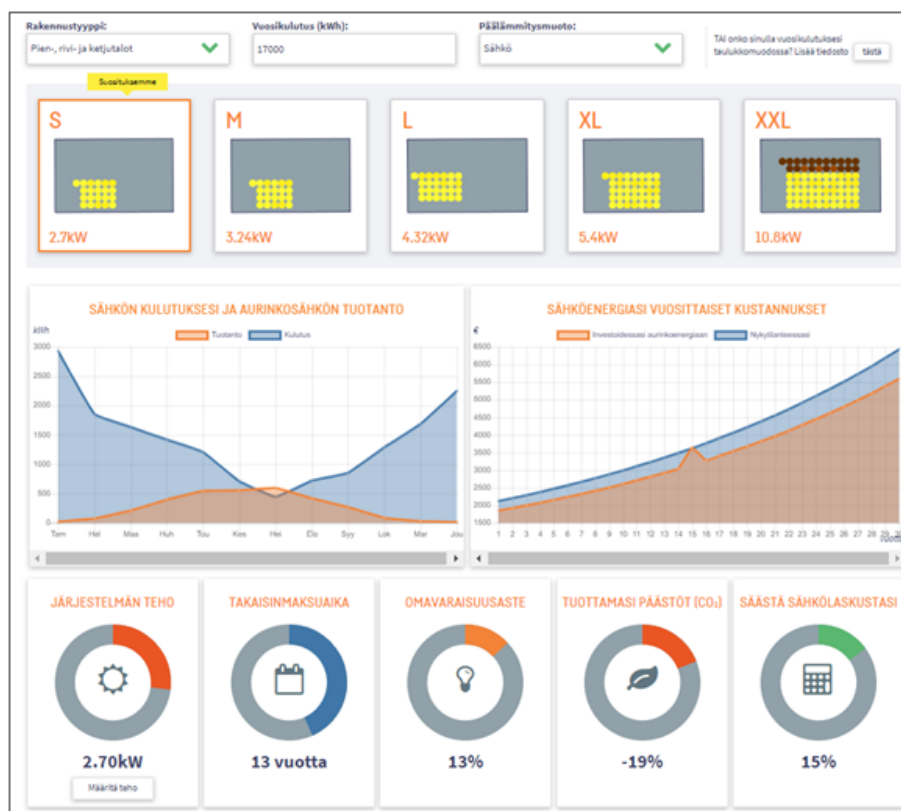 Rakennustyyppi:
Pien-, rivi- ja ketjutalot
Vuosikulutus (kWh):
17000
Päälämmitysmuoto:
Sähkö
TAI onko sinulla vuosikulutuksesi
taulukkomuodossa? Lisää tiedosto
tästä
Suosituksemme
S
2.7kW
M
3.24kW
L
4.32kW
XL
5.4kW
XXL
10.8kW
SÄHKÖN KULUTUKSESI JA AURINKOSÄHKÖN TUOTANTO
kWh
Tuotanto
Kulutus
3000
2500
2000
1500
1000
500
0
Tam Hel Maa Huh Tou Kes Hei Elo Syy Lok Mar Jou
SÄHKÖENERGIASI VUOSITTAISET KUSTANNUKSET
€
Investoidessasi aurinkoenergiaan
Nykytilanteessasi
6500
6000
5500
5000
4500
4000
3500
3000
2500
2000
1500
1 2 3 4 5 6 7 8 9 10 11 12 13 14 15 16 17 18 19 20 21 22 23 24 25 26 27 28 29
JÄRJESTELMÄN TEHO
2.70kW
Määritä teho
TAKAISINMAKSUAIKA
13 vuotta
OMAVARAISUUSASTE
13%
TUOTTAMASI PÄÄSTÖT (CO₂)
-19%
SÄÄSTÄ SÄHKÖLASKUSTASI
15%